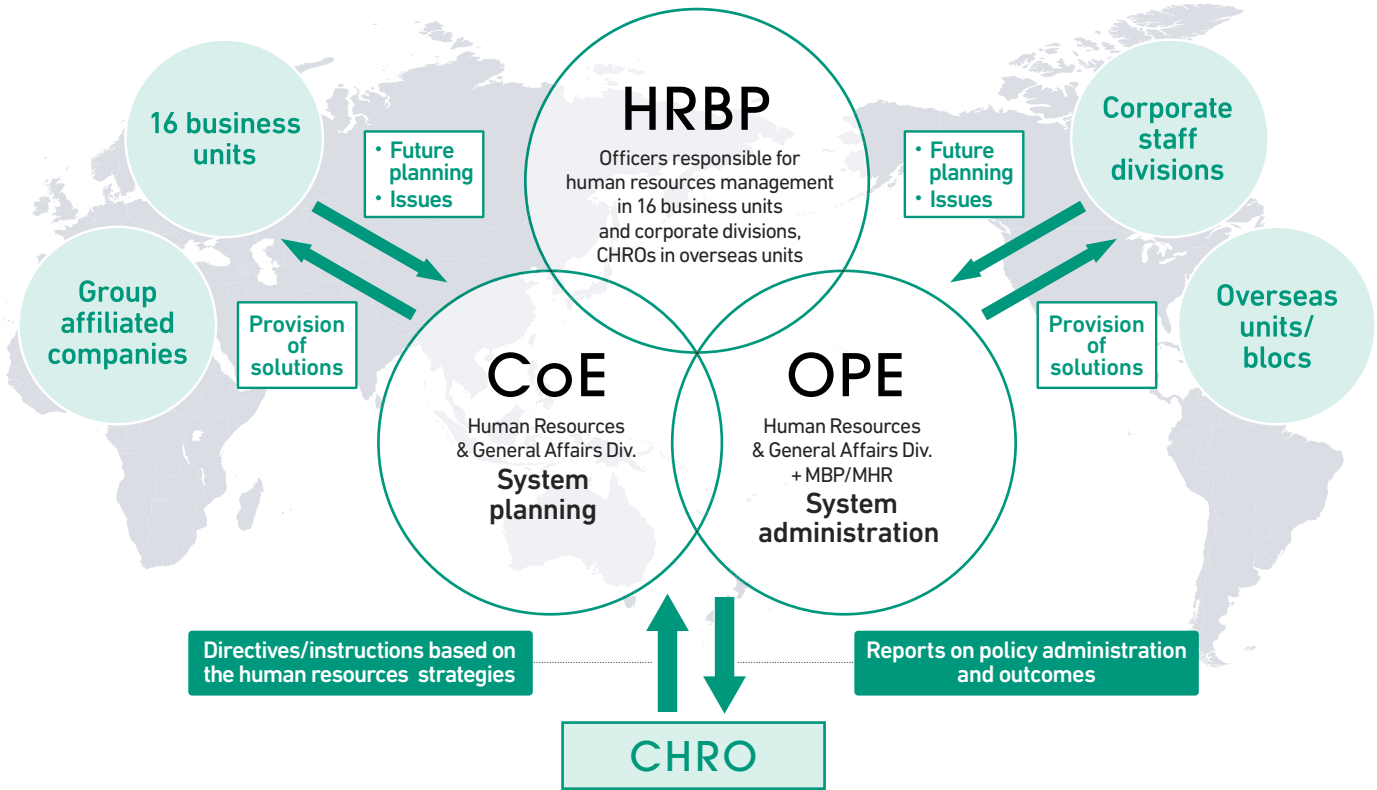 HRBP
Officers responsible for
human resources management
in 16 business units
and corporate divisions,
CHROs in overseas units
16 business
units
Group
affiliated
companies
• Future
planning
• Issues
Provision
of
solutions
• Future
planning
• Issues
Provision
of
solutions
Corporate
staff
divisions
Overseas
units/
blocs
CoE
Human Resources
& General Affairs Div.
System
planning
OPE
Human Resources
& General Affairs Div.
+ MBP/MHR
System
administration
Directives/instructions based on
the human resources strategies
Reports on policy administration
and outcomes
CHRO